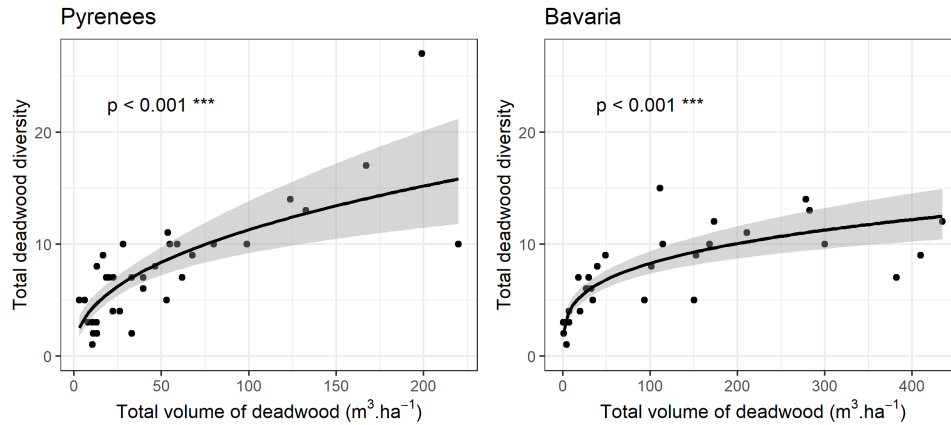 Pyrenees
Total deadwood diversity
20
10
0
p < 0.001 ***
0 50 100 150 200
Total volume of deadwood (m³.ha⁻¹)
Bavaria
Total deadwood diversity
20
10
0
p < 0.001 ***
0 100 200 300 400
Total volume of deadwood (m³.ha⁻¹)